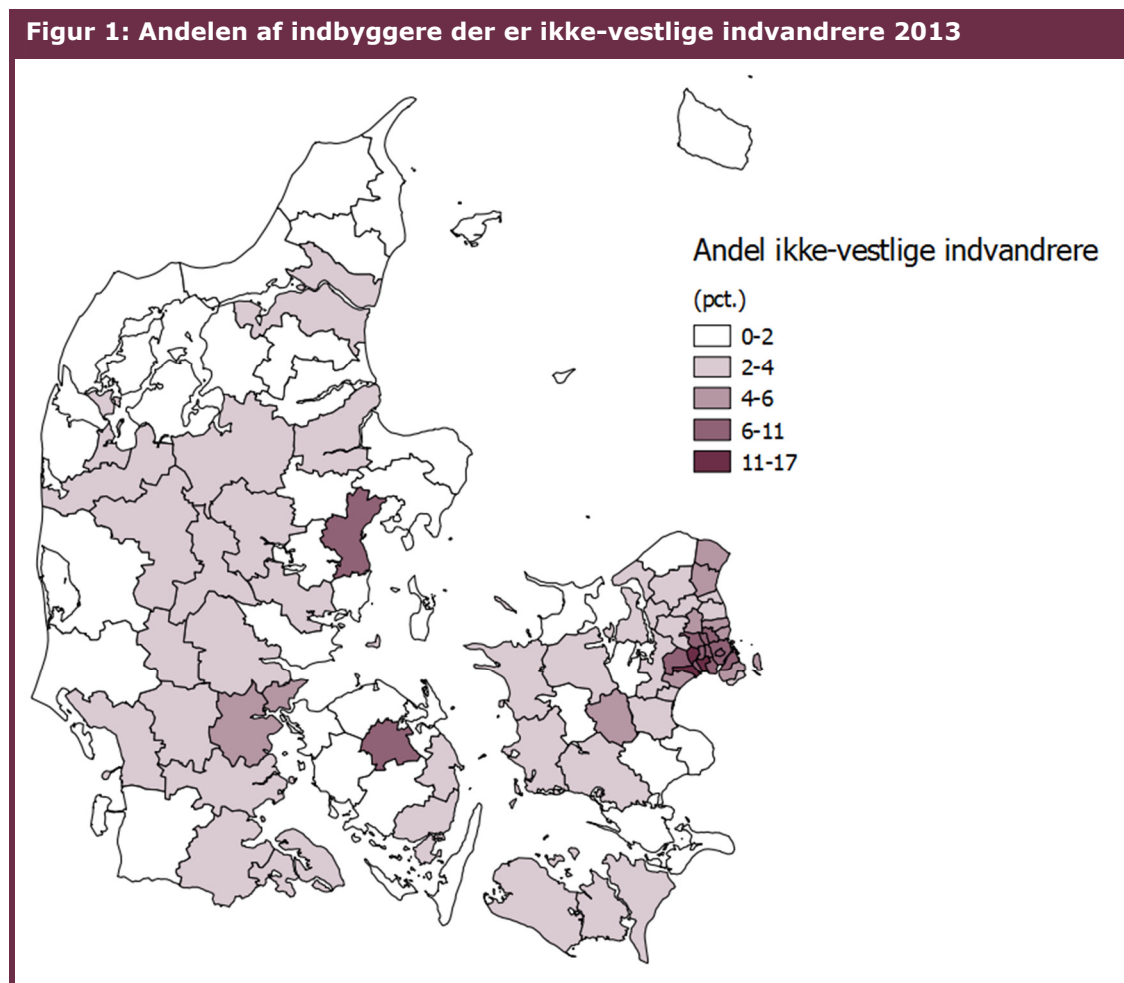 Figur 1: Andelen af indbyggere der er ikke-vestlige indvandrere 2013
Andel ikke-vestlige indvandrere
(pct.)
0-2
2-4
4-6
6-11
11-17